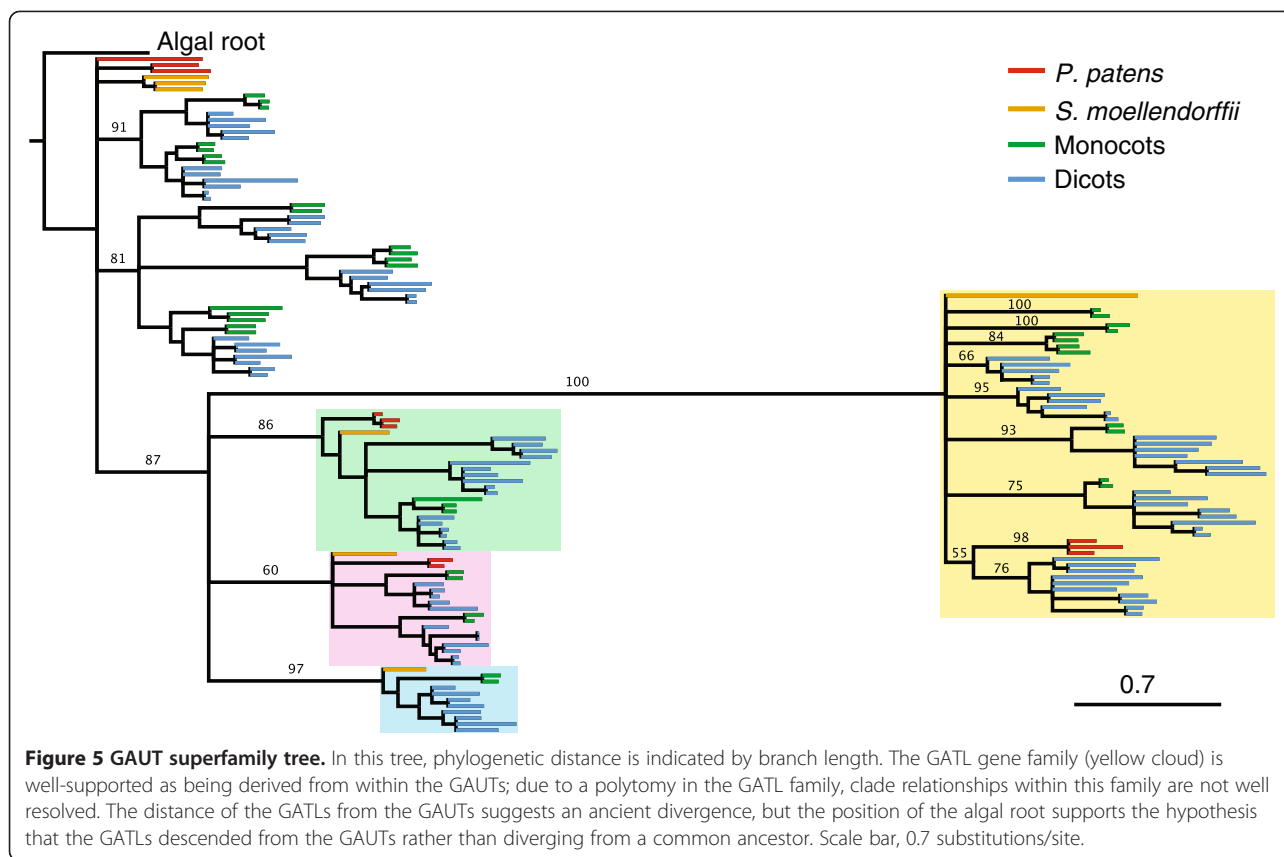 Algal root
P. patens
S. moellendorffii
Monocots
Dicots
91
81
100
100
100
84
66
95
86
93
87
75
98
55
76
60
97
0.7
Figure 5 GAUT superfamily tree. In this tree, phylogenetic distance is indicated by branch length. The GATL gene family (yellow cloud) is
well-supported as being derived from within the GAUTs; due to a polytomy in the GATL family, clade relationships within this family are not well
resolved. The distance of the GATLs from the GAUTs suggests an ancient divergence, but the position of the algal root supports the hypothesis
that the GATLs descended from the GAUTs rather than diverging from a common ancestor. Scale bar, 0.7 substitutions/site.